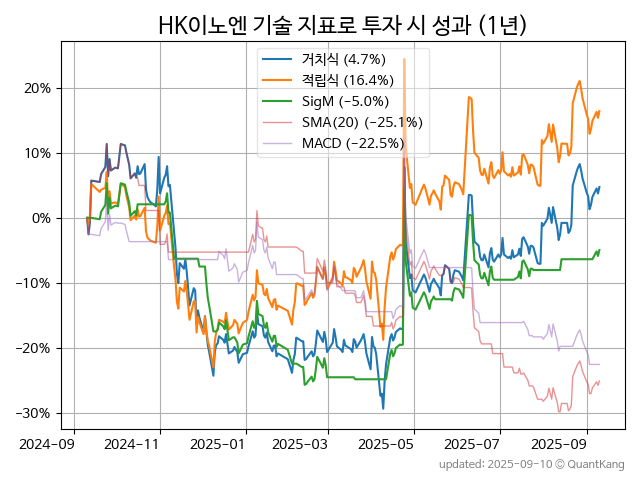 HK이노엔 기술 지표로 투자 시 성과 (1년)
거치식 (4.7%)
적립식 (16.4%)
SigM (−5.0%)
SMA(20) (−25.1%)
MACD (−22.5%)
20%
10%
0%
−10%
−20%
−30%
2024-09 2024-11 2025-01 2025-03 2025-05 2025-07 2025-09
updated: 2025-09-10 © QuantKang